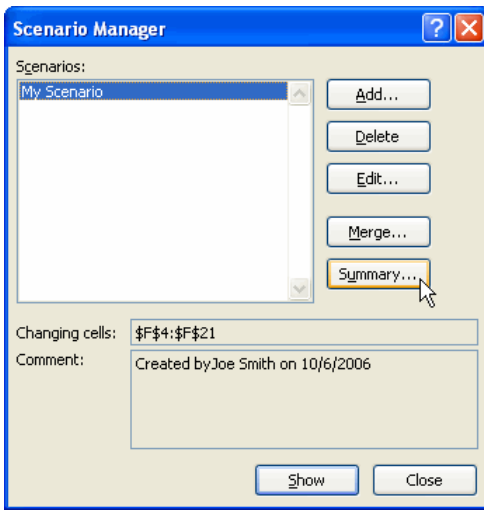 Scenario Manager
Scenarios:
My Scenario
Add...
Delete
Edit...
Merge...
Summary...
Changing cells: $F$4:$F$21
Comment: Created byJoe Smith on 10/6/2006
Show Close